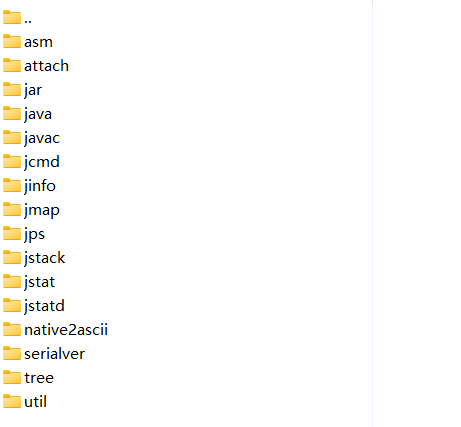 ..
asm
attach
jar
java
javac
jcmd
jinfo
jmap
jps
jstack
jstat
jstatd
native2ascii
serialver
tree
util